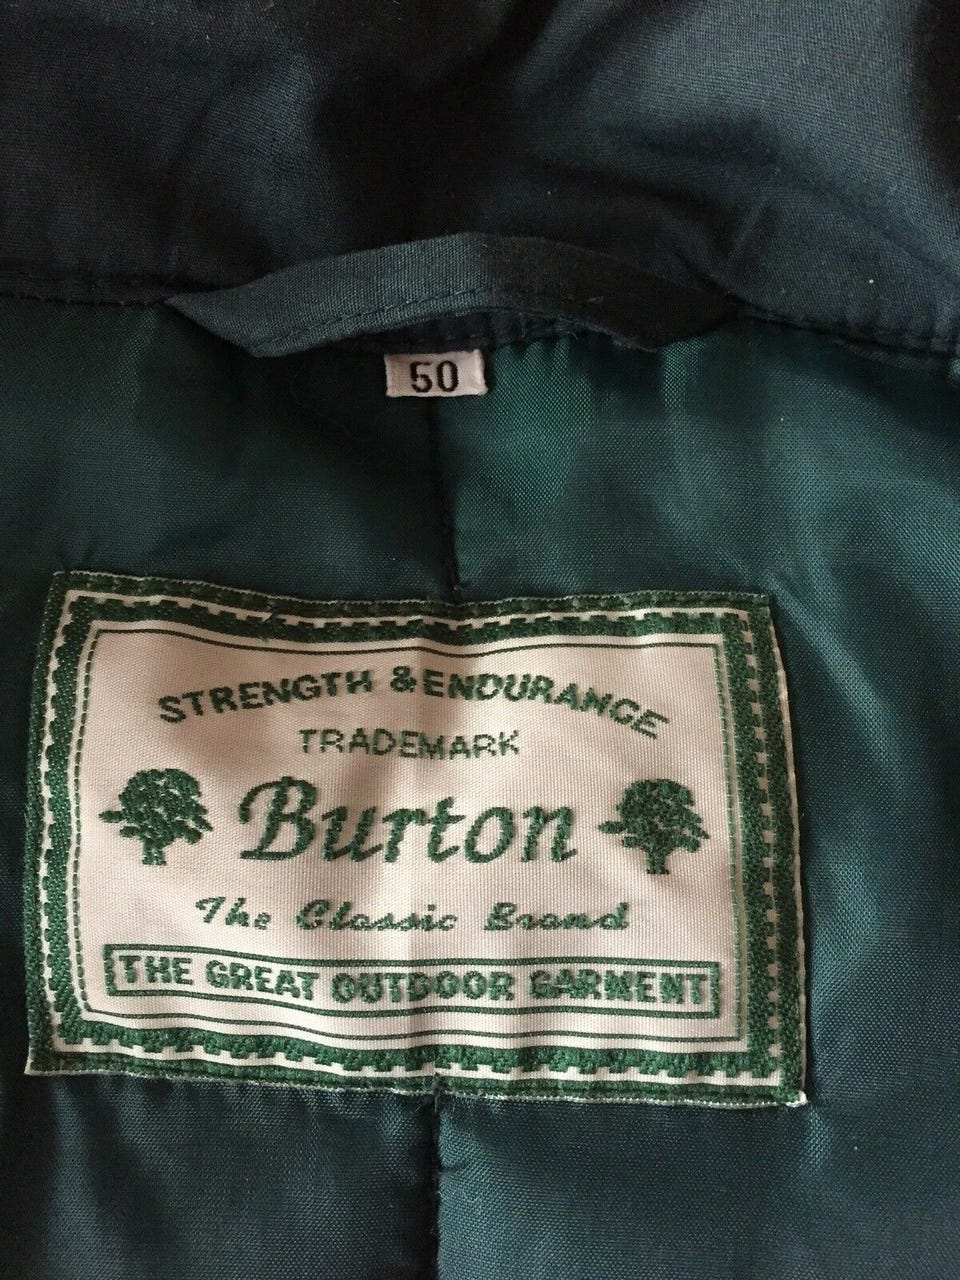 50
STRENGTH & ENDURANCE
TRADEMARK
Burton
The Classic Brand
THE GREAT OUTDOOR GARMENT